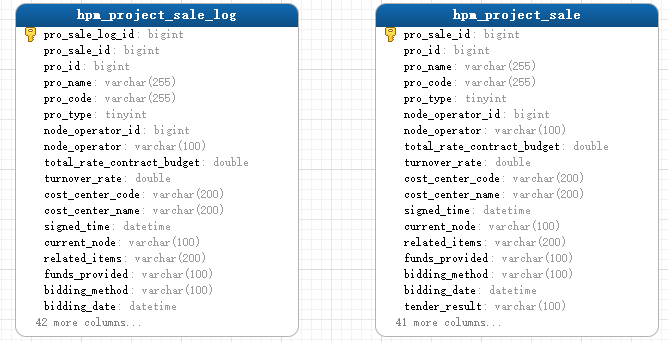 hpm_project_sale_log
pro_sale_log_id: bigint
pro_sale_id: bigint
pro_id: bigint
pro_name: varchar(255)
pro_code: varchar(255)
pro_type: tinyint
node_operator_id: bigint
node_operator: varchar(100)
total_rate_contract_budget: double
turnover_rate: double
cost_center_code: varchar(200)
cost_center_name: varchar(200)
signed_time: datetime
current_node: varchar(100)
related_items: varchar(200)
funds_provided: varchar(100)
bidding_method: varchar(100)
bidding_date: datetime
42 more columns...
hpm_project_sale
pro_sale_id: bigint
pro_id: bigint
pro_name: varchar(255)
pro_code: varchar(255)
pro_type: tinyint
node_operator_id: bigint
node_operator: varchar(100)
total_rate_contract_budget: double
turnover_rate: double
cost_center_code: varchar(200)
cost_center_name: varchar(200)
signed_time: datetime
current_node: varchar(100)
related_items: varchar(200)
funds_provided: varchar(100)
bidding_method: varchar(100)
bidding_date: datetime
tender_result: varchar(100)
41 more columns...